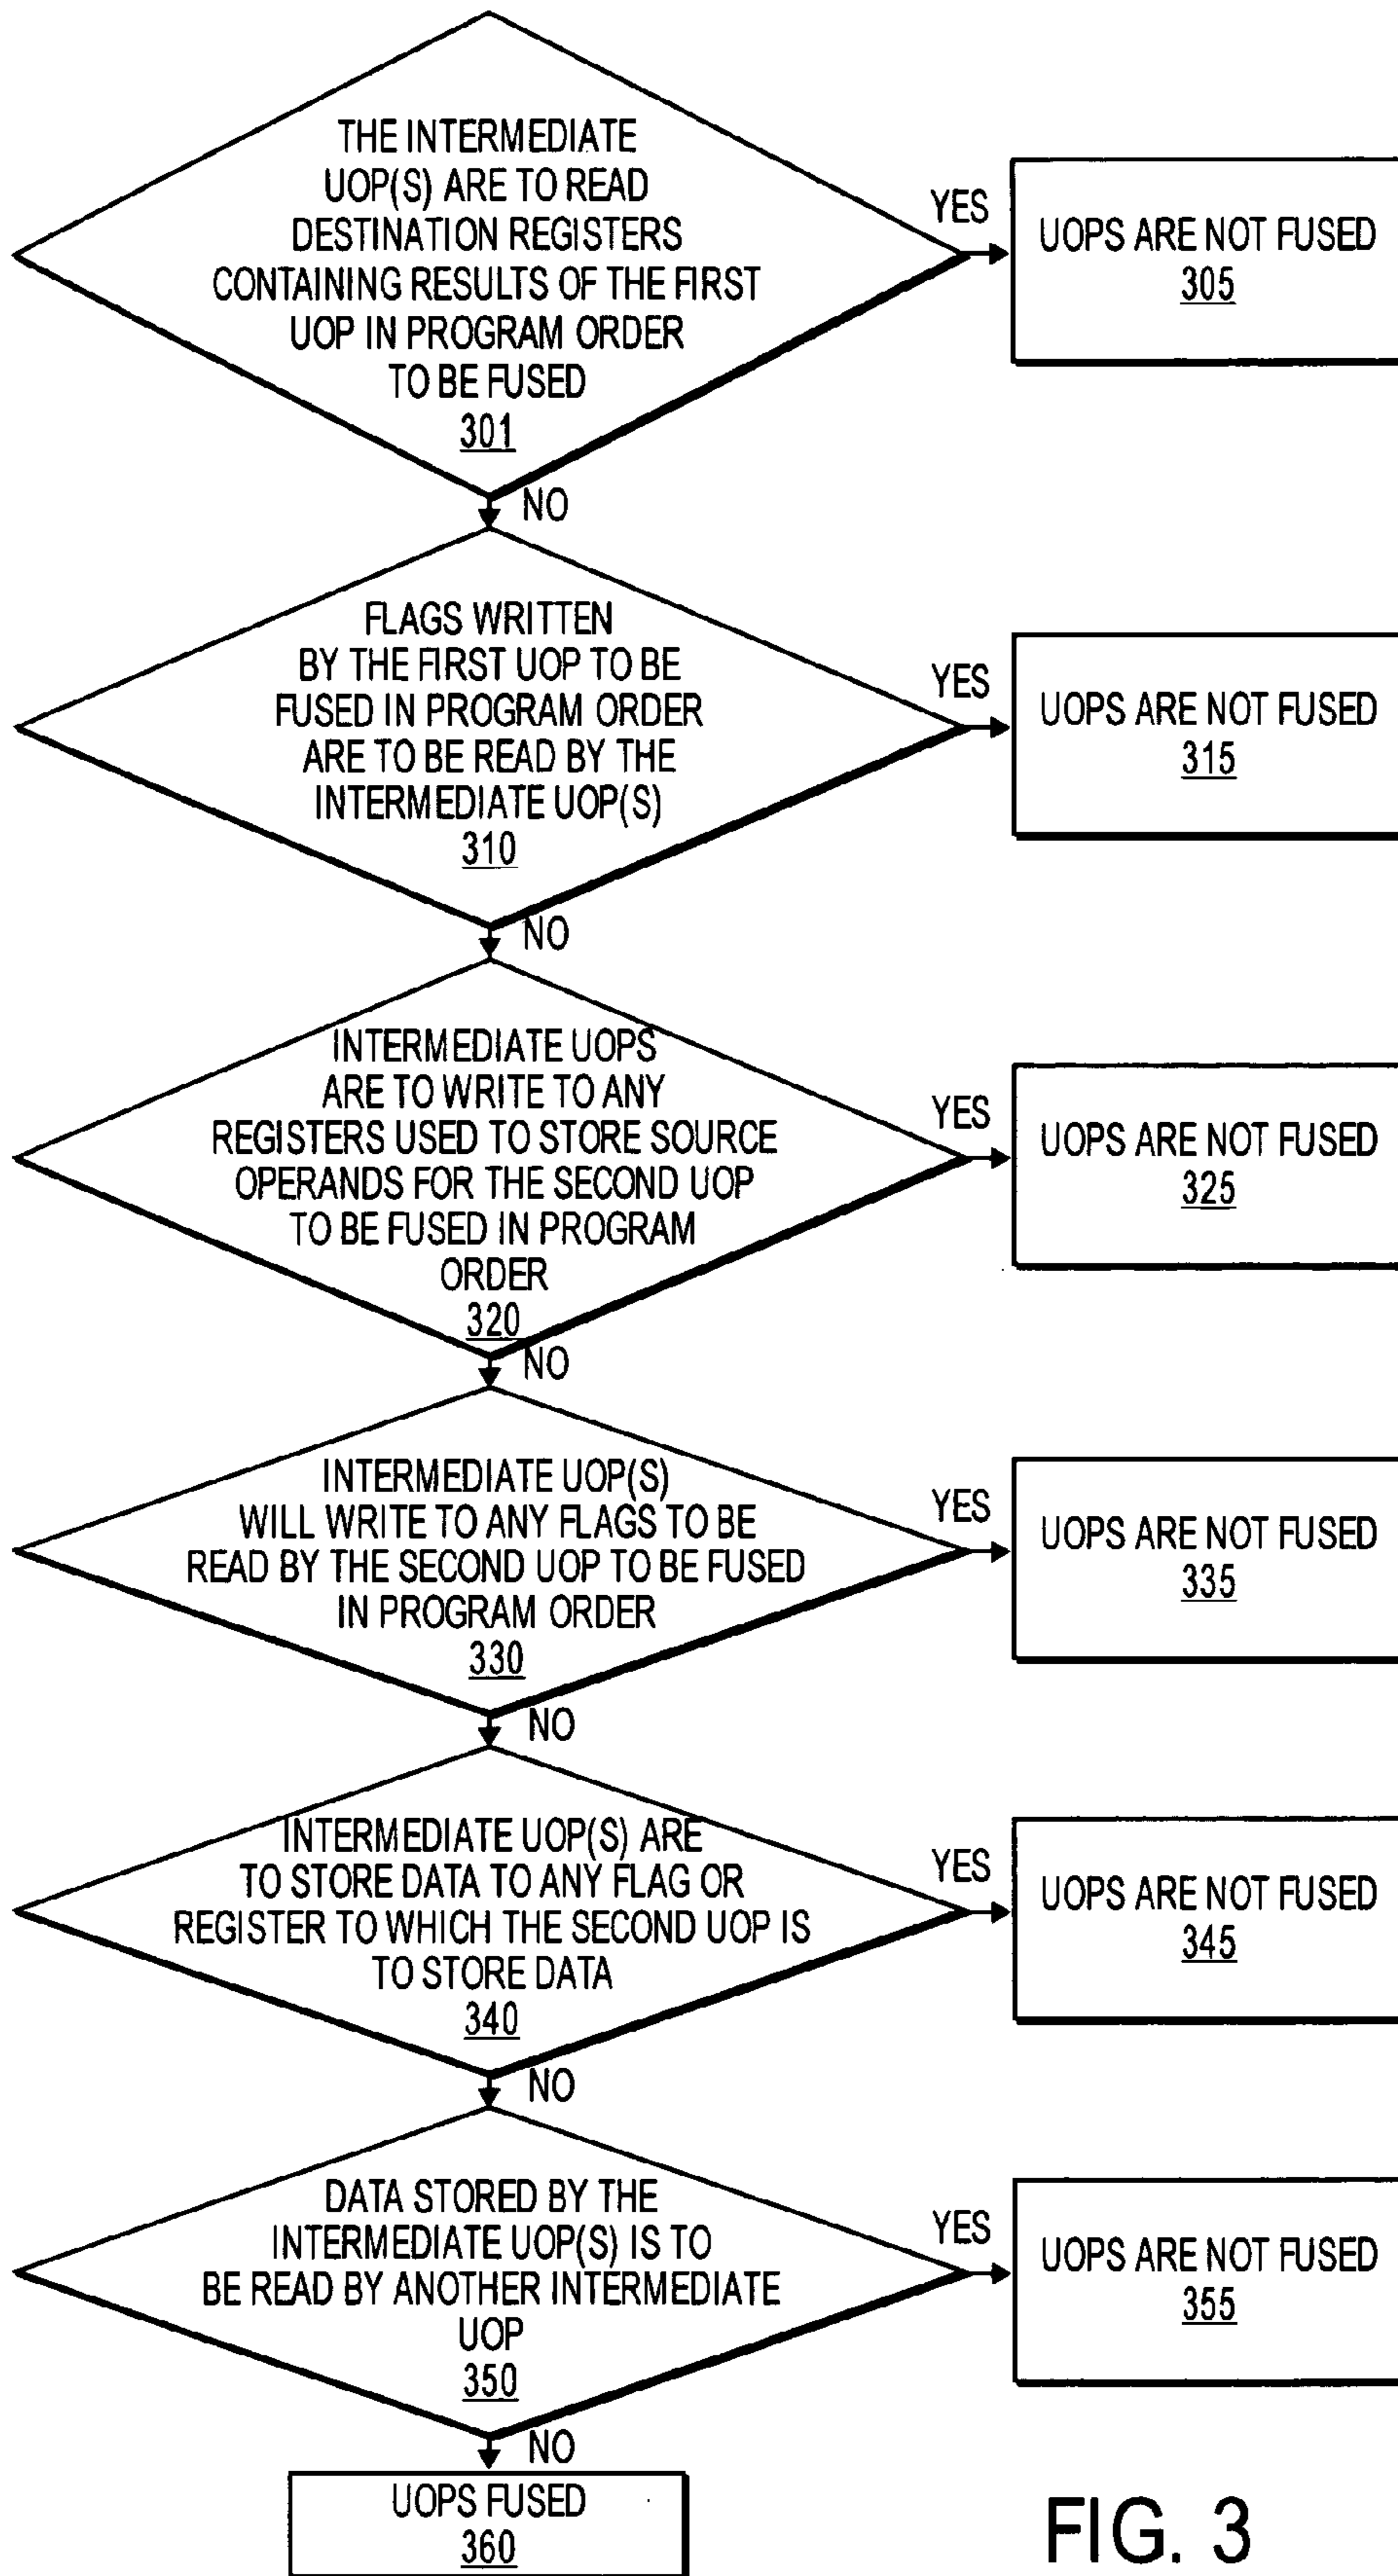 THE INTERMEDIATE
UOP(S) ARE TO READ
DESTINATION REGISTERS
CONTAINING RESULTS OF THE FIRST
UOP IN PROGRAM ORDER
TO BE FUSED
301
YES
UOPS ARE NOT FUSED
305
NO
FLAGS WRITTEN
BY THE FIRST UOP TO BE
FUSED IN PROGRAM ORDER
ARE TO BE READ BY THE
INTERMEDIATE UOP(S)
310
YES
UOPS ARE NOT FUSED
315
NO
INTERMEDIATE UOPS
ARE TO WRITE TO ANY
REGISTERS USED TO STORE SOURCE
OPERANDS FOR THE SECOND UOP
TO BE FUSED IN PROGRAM
ORDER
320
YES
UOPS ARE NOT FUSED
325
NO
INTERMEDIATE UOP(S)
WILL WRITE TO ANY FLAGS TO BE
READ BY THE SECOND UOP TO BE FUSED
IN PROGRAM ORDER
330
YES
UOPS ARE NOT FUSED
335
NO
INTERMEDIATE UOP(S) ARE
TO STORE DATA TO ANY FLAG OR
REGISTER TO WHICH THE SECOND UOP IS
TO STORE DATA
340
YES
UOPS ARE NOT FUSED
345
NO
DATA STORED BY THE
INTERMEDIATE UOP(S) IS TO
BE READ BY ANOTHER INTERMEDIATE
UOP
350
YES
UOPS ARE NOT FUSED
355
NO
UOPS FUSED
360
FIG. 3